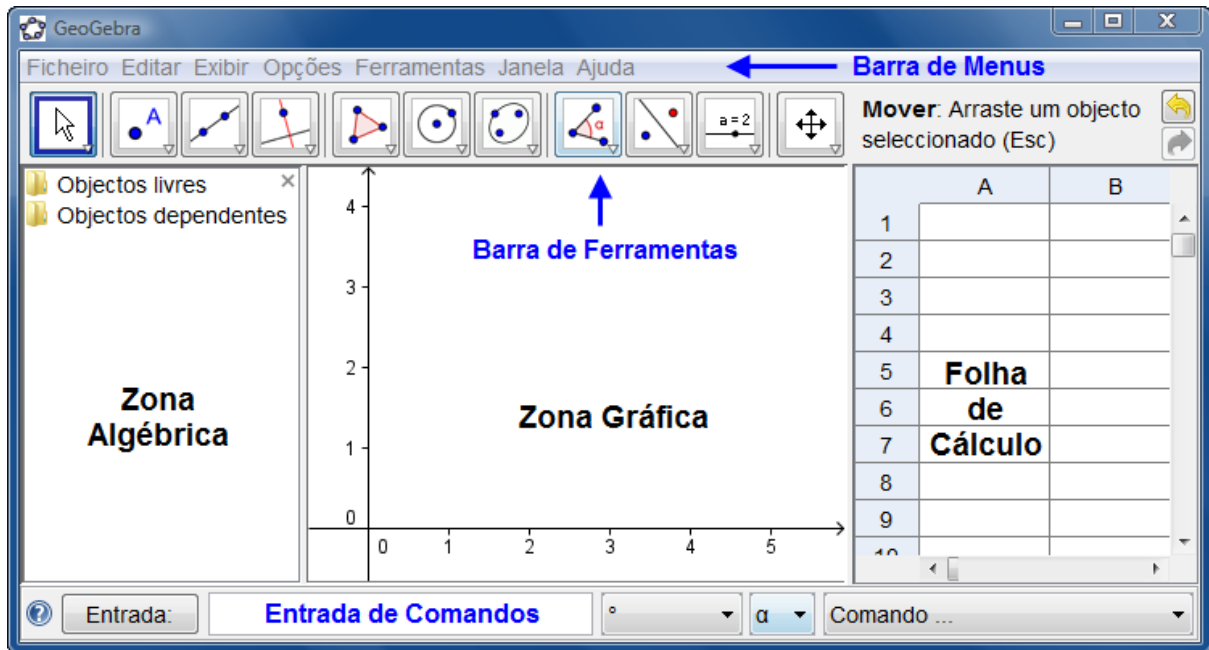 GeoGebra
Ficheiro Editar Exibir Opções Ferramentas Janela Ajuda
Barra de Menus
A
α
a=2
Mover: Arraste um objecto
seleccionado (Esc)
Objectos livres
Objectos dependentes
Zona
Algébrica
Barra de Ferramentas
4
3
2
1
0
0 1 2 3 4 5
Zona Gráfica
A B
1
2
3
4
5
6
7
8
9
10
Folha
de
Cálculo
Entrada:
Entrada de Comandos
°
α
Comando ...